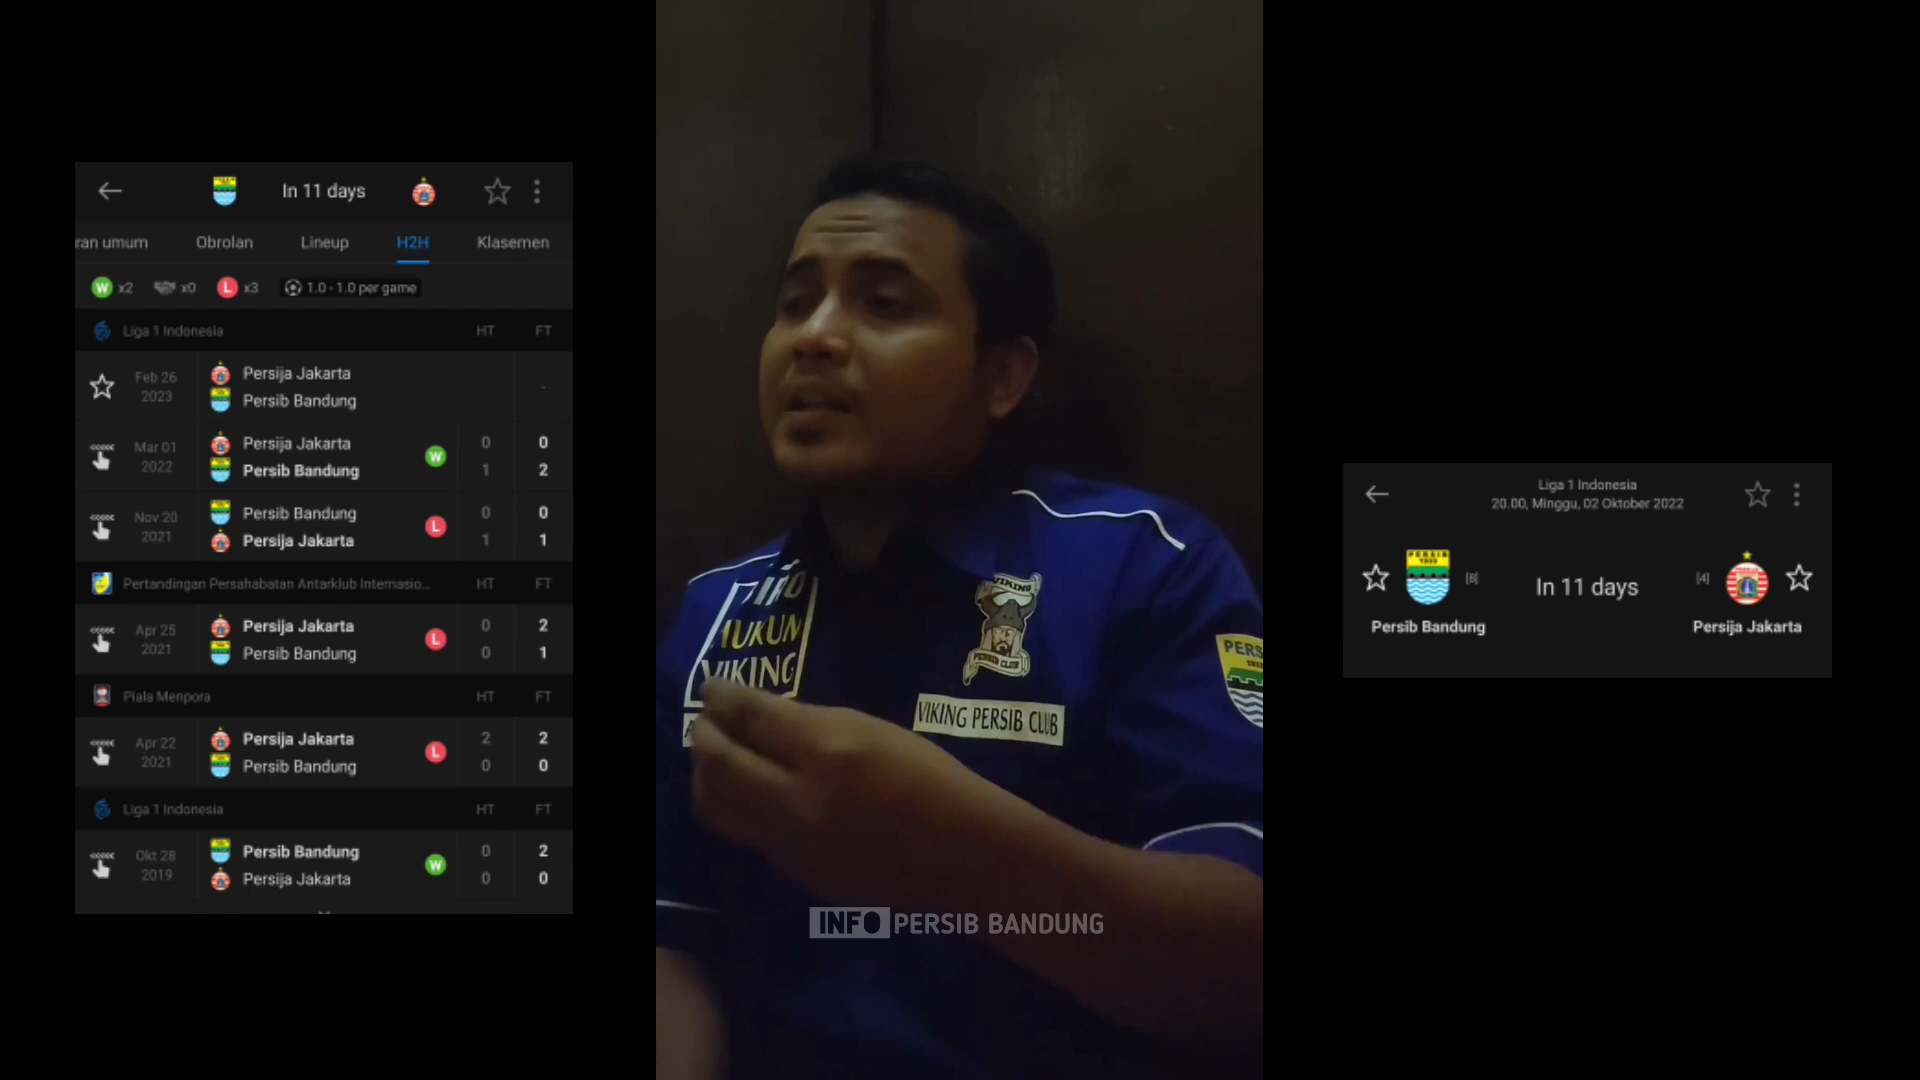 In 11 days
ran umum Obrolan Lineup H2H Klasemen
W x2 x0 L x3 1.0 - 1.0 per game
Liga 1 Indonesia HT FT
Feb 26 2023
Persija Jakarta
Persib Bandung
-
Mar 01 2022
Persija Jakarta 0 0
Persib Bandung 1 2
W
Nov 20 2021
Persib Bandung 0 0
Persija Jakarta 1 1
L
Pertandingan Persahabatan Antarklub Internasio... HT FT
Apr 25 2021
Persija Jakarta 0 2
Persib Bandung 0 1
L
Piala Menpora HT FT
Apr 22 2021
Persija Jakarta 2 2
Persib Bandung 0 0
L
Liga 1 Indonesia HT FT
Okt 28 2019
Persib Bandung 0 2
Persija Jakarta 0 0
W
HUKUM
VIKING
VIKING
PERSIB CLUB
VIKING PERSIB CLUB
PERS
INFO PERSIB BANDUNG
Liga 1 Indonesia
20.00, Minggu, 02 Oktober 2022
PERSIB
1933
[8] In 11 days [4]
Persib Bandung Persija Jakarta